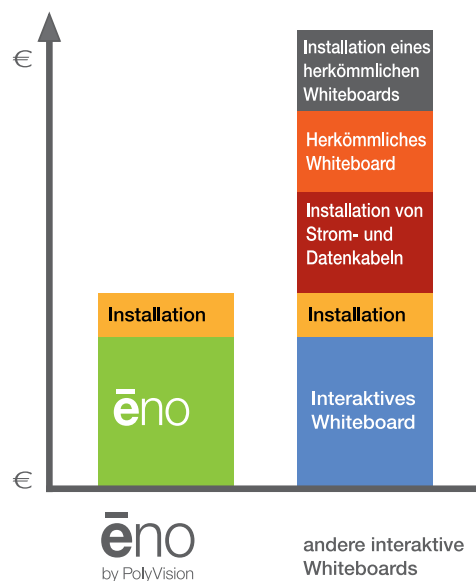 €
Installation eines
herkömmlichen
Whiteboards
Herkömmliches
Whiteboard
Installation von
Strom- und
Datenkabeln
Installation
Installation
ēno
Interaktives
Whiteboard
€
ēno
by PolyVision
andere interaktive
Whiteboards